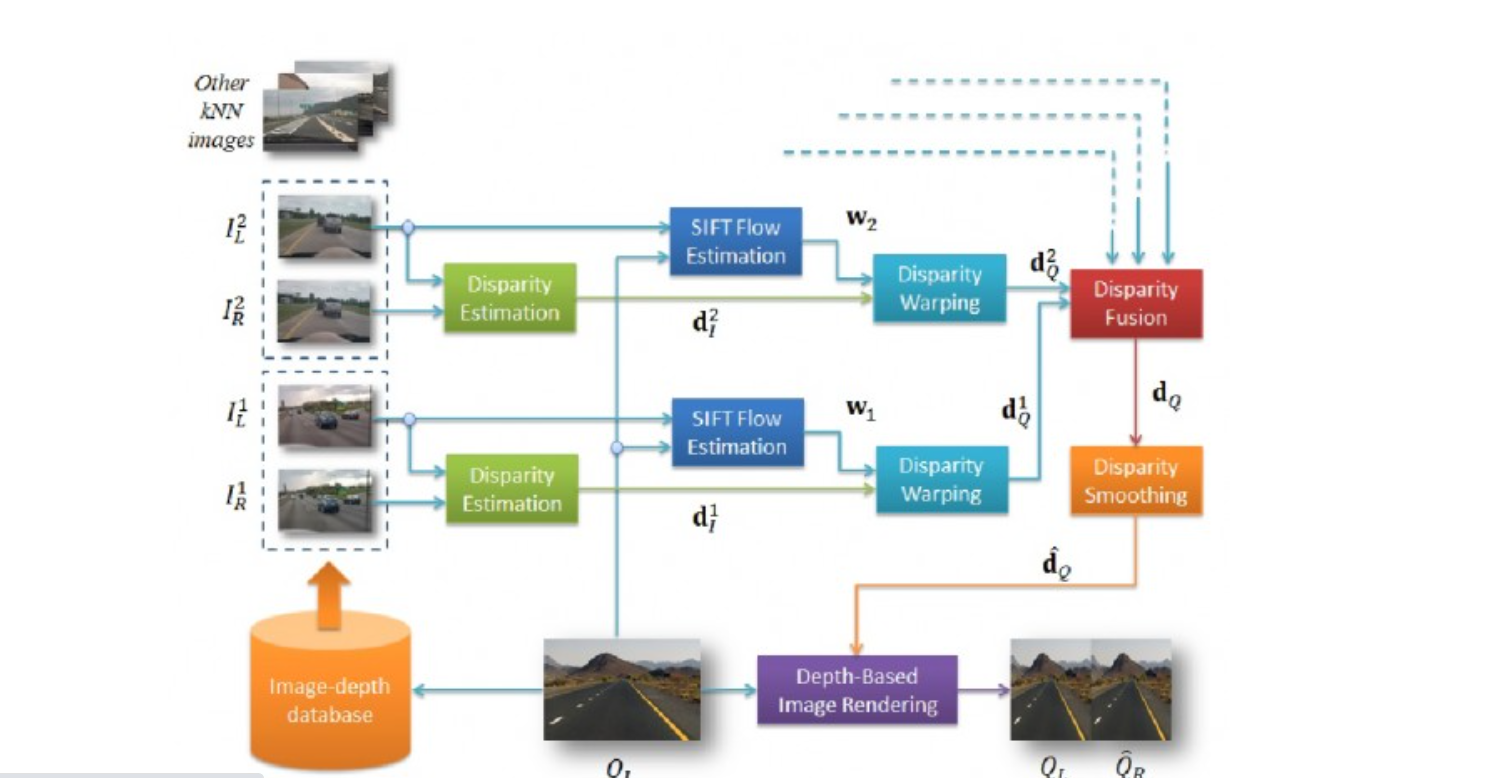 Other
kNN
images
I_L^2
I_R^2
I_L^1
I_R^1
Disparity
Estimation
Disparity
Estimation
SIFT Flow
Estimation
SIFT Flow
Estimation
w_2
w_1
d_I^2
d_I^1
Disparity
Warping
Disparity
Warping
d_Q^2
d_Q^1
Disparity
Fusion
d_Q
Disparity
Smoothing
d̂_Q
Image-depth
database
Depth-Based
Image Rendering
Q_L
Q_L Q̂_R